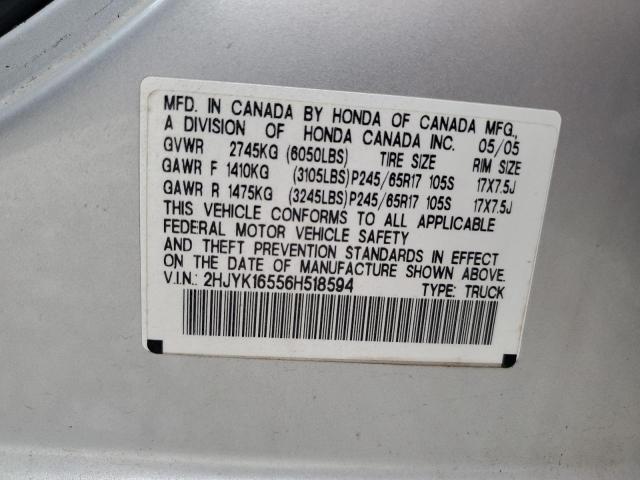 MFD. IN CANADA BY HONDA OF CANADA MFG.,
A DIVISION OF HONDA CANADA INC. 05/05
GVWR 2745KG (6050LBS) TIRE SIZE RIM SIZE
GAWR F 1410KG (3105LBS) P245/65R17 105S 17X7.5J
GAWR R 1475KG (3245LBS) P245/65R17 105S 17X7.5J
THIS VEHICLE CONFORMS TO ALL APPLICABLE
FEDERAL MOTOR VEHICLE SAFETY
AND THEFT PREVENTION STANDARDS IN EFFECT
ON THE DATE OF MANUFACTURE SHOWN ABOVE.
V.I.N.: 2HJYK16556H518594 TYPE: TRUCK